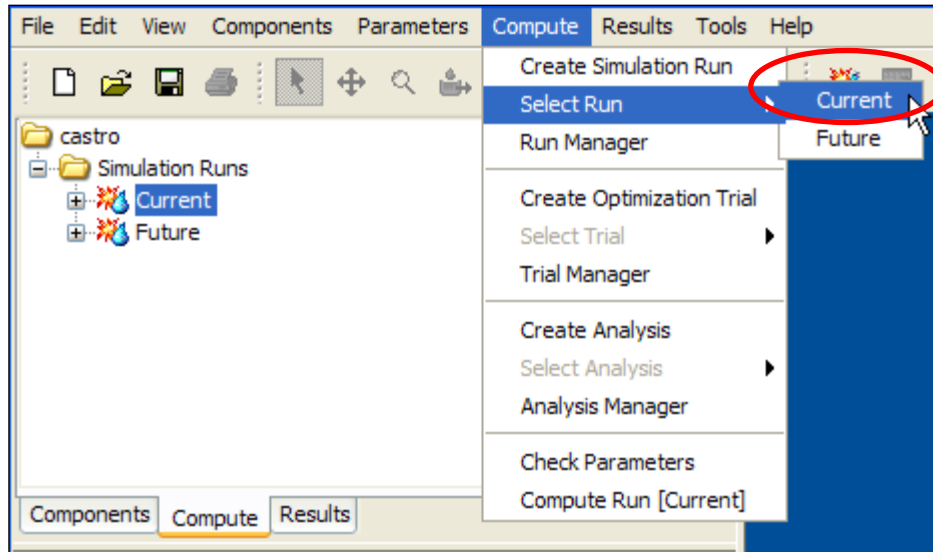 File Edit View Components Parameters Compute Results Tools Help
castro
Simulation Runs
Current
Future
Create Simulation Run
Select Run
Run Manager
Create Optimization Trial
Select Trial
Trial Manager
Create Analysis
Select Analysis
Analysis Manager
Check Parameters
Compute Run [Current]
Current
Future
Components Compute Results